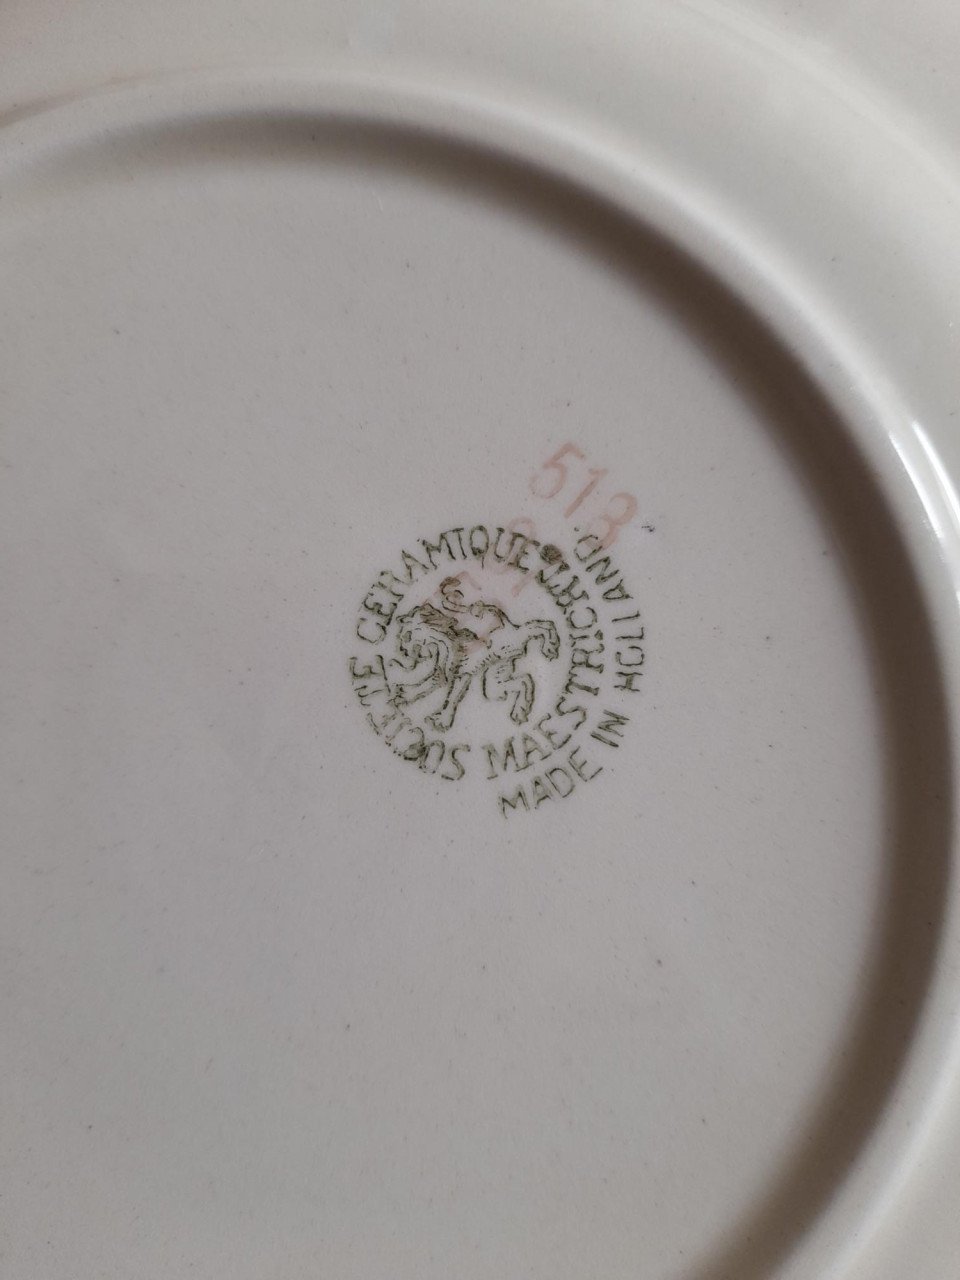 513
SOCIETE CERAMIQUE
MAESTRICHT
MADE IN HOLLAND.